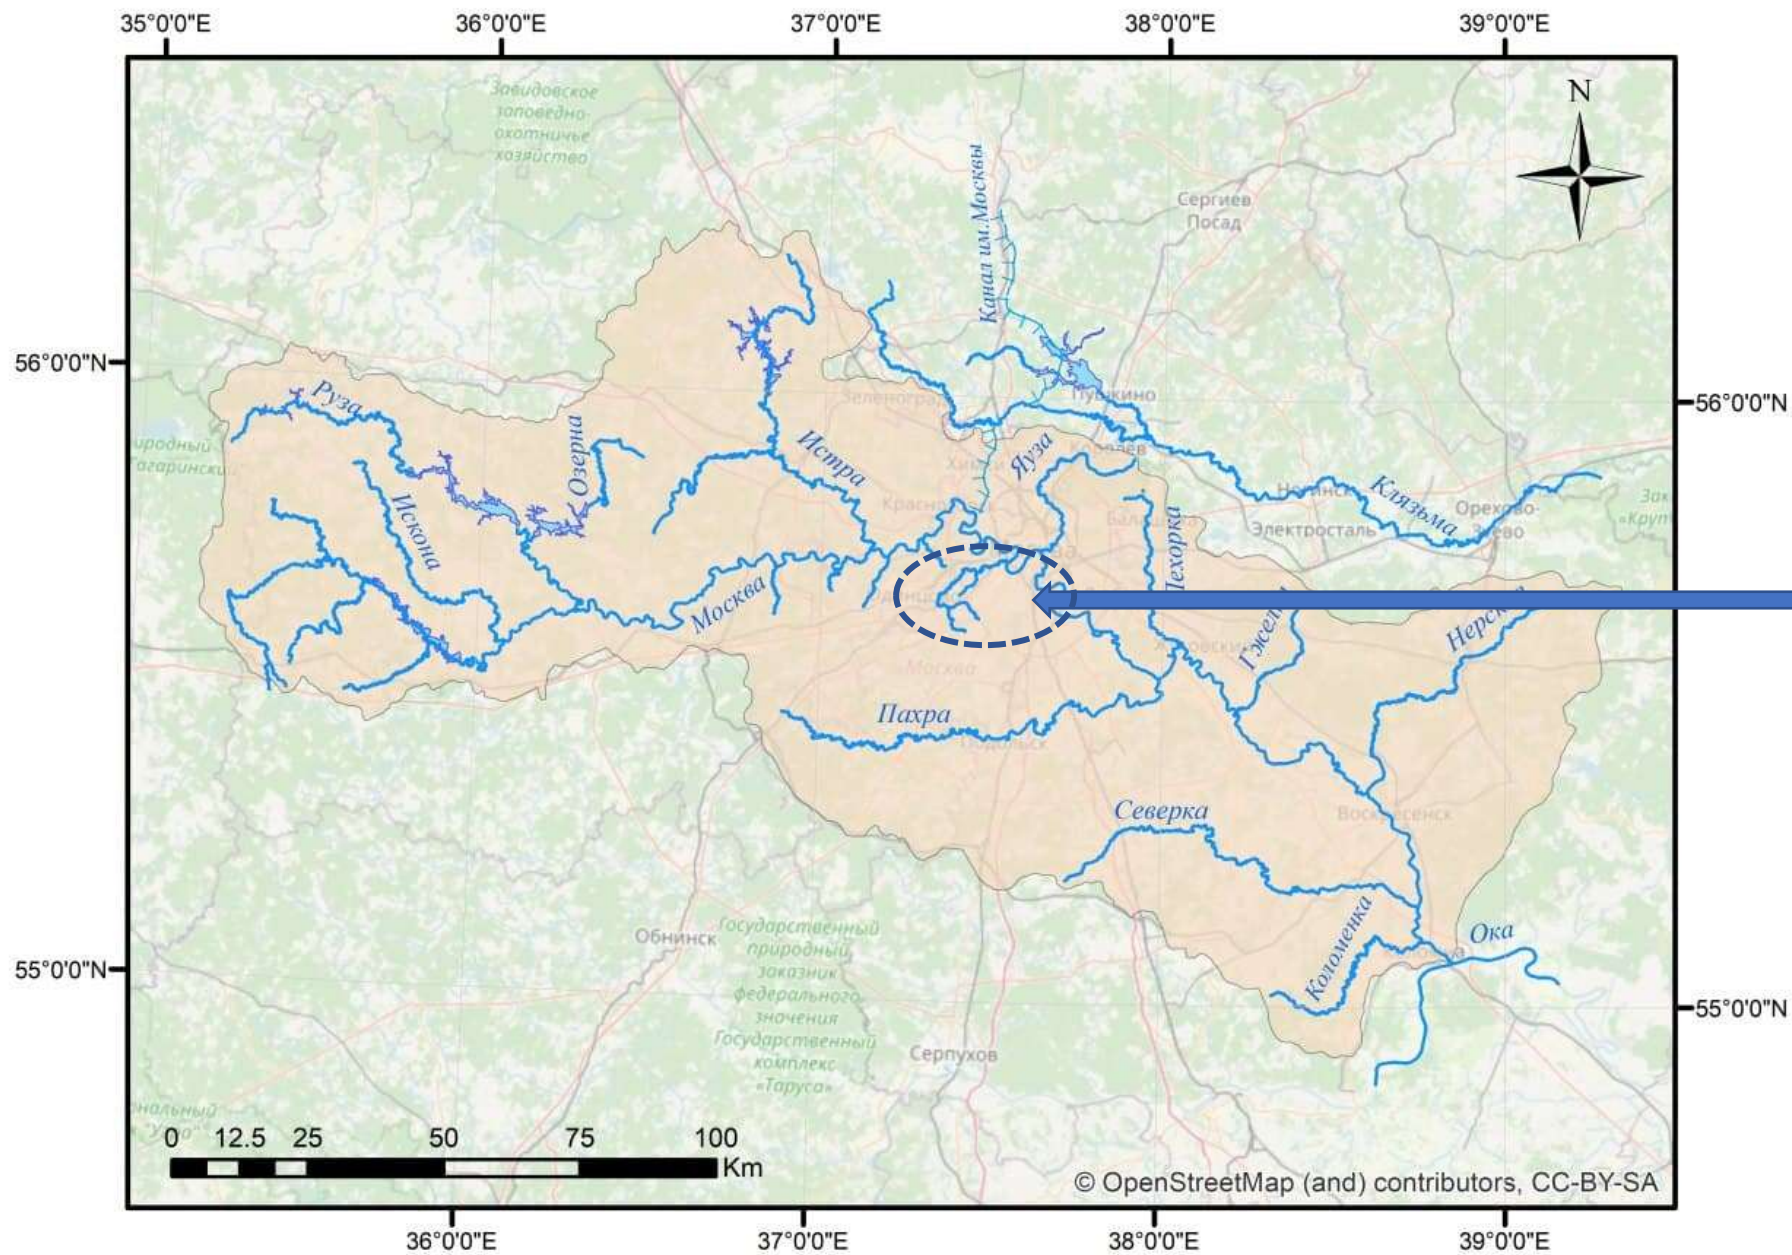 35°0'0"E
36°0'0"E
37°0'0"E
38°0'0"E
39°0'0"E
N
Завидовское
заповедно-
охотничье
хозяйство
Канал им.Москвы
Сергиев
Посад
56°0'0"N
56°0'0"N
Пушкино
Зеленоград
Руза
Озерна
Истра
Яуза
Химки
Искона
Клязьма
Орехово-
Зуево
Электросталь
Пехорка
Москва
Гжелка
Нерская
Москва
Пахра
Подольск
Северка
Воскресенск
Обнинск
Государственный
природный
заказник
федерального
значения
Государственный
комплекс
«Таруса»
Коломенка
Ока
55°0'0"N
55°0'0"N
Серпухов
0 12.5 25 50 75 100
Km
© OpenStreetMap (and) contributors, CC-BY-SA
36°0'0"E
37°0'0"E
38°0'0"E
39°0'0"E